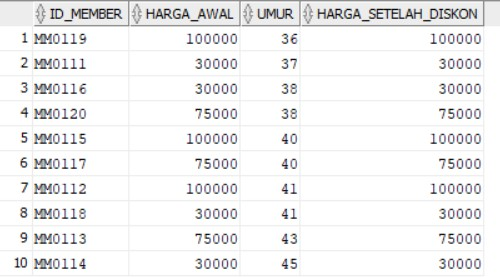 ID_MEMBER HARGA_AWAL UMUR HARGA_SETELAH_DISKON
1 MM0119 100000 36 100000
2 MM0111 30000 37 30000
3 MM0116 30000 38 30000
4 MM0120 75000 38 75000
5 MM0115 100000 40 100000
6 MM0117 75000 40 75000
7 MM0112 100000 41 100000
8 MM0118 30000 41 30000
9 MM0113 75000 43 75000
10 MM0114 30000 45 30000